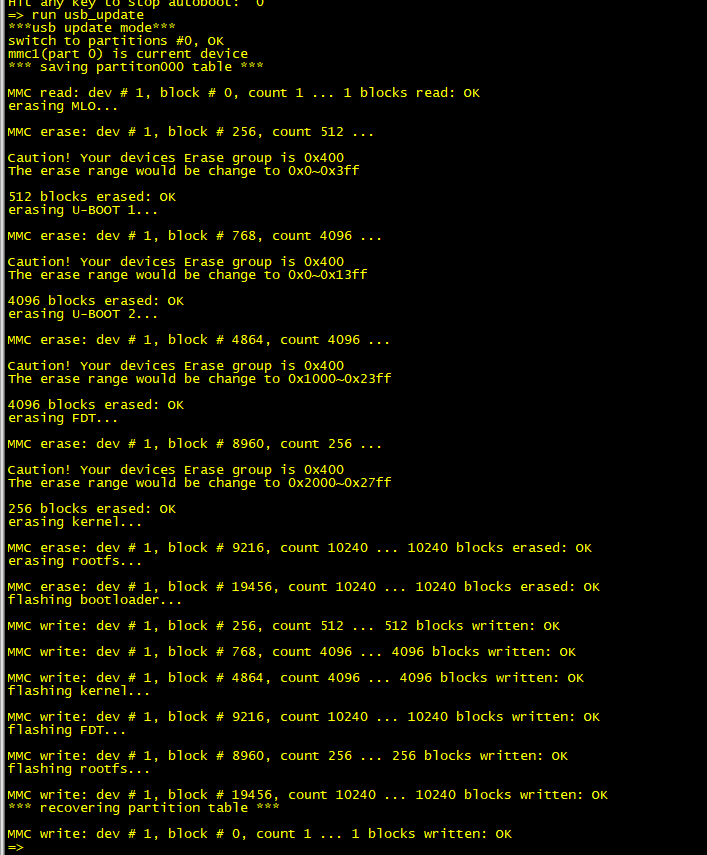 Hit any key to stop autoboot:  0
=> run usb_update
***usb update mode***
switch to partitions #0, OK
mmc1(part 0) is current device
*** saving partiton000 table ***
MMC read: dev # 1, block # 0, count 1 ... 1 blocks read: OK
erasing MLO...
MMC erase: dev # 1, block # 256, count 512 ...
Caution! Your devices Erase group is 0x400
The erase range would be change to 0x0~0x3ff
512 blocks erased: OK
erasing U-BOOT 1...
MMC erase: dev # 1, block # 768, count 4096 ...
Caution! Your devices Erase group is 0x400
The erase range would be change to 0x0~0x13ff
4096 blocks erased: OK
erasing U-BOOT 2...
MMC erase: dev # 1, block # 4864, count 4096 ...
Caution! Your devices Erase group is 0x400
The erase range would be change to 0x1000~0x23ff
4096 blocks erased: OK
erasing FDT...
MMC erase: dev # 1, block # 8960, count 256 ...
Caution! Your devices Erase group is 0x400
The erase range would be change to 0x2000~0x27ff
256 blocks erased: OK
erasing kernel...
MMC erase: dev # 1, block # 9216, count 10240 ... 10240 blocks erased: OK
erasing rootfs...
MMC erase: dev # 1, block # 19456, count 10240 ... 10240 blocks erased: OK
flashing bootloader...
MMC write: dev # 1, block # 256, count 512 ... 512 blocks written: OK
MMC write: dev # 1, block # 768, count 4096 ... 4096 blocks written: OK
MMC write: dev # 1, block # 4864, count 4096 ... 4096 blocks written: OK
flashing kernel...
MMC write: dev # 1, block # 9216, count 10240 ... 10240 blocks written: OK
flashing FDT...
MMC write: dev # 1, block # 8960, count 256 ... 256 blocks written: OK
flashing rootfs...
MMC write: dev # 1, block # 19456, count 10240 ... 10240 blocks written: OK
*** recovering partition table ***
MMC write: dev # 1, block # 0, count 1 ... 1 blocks written: OK
=>